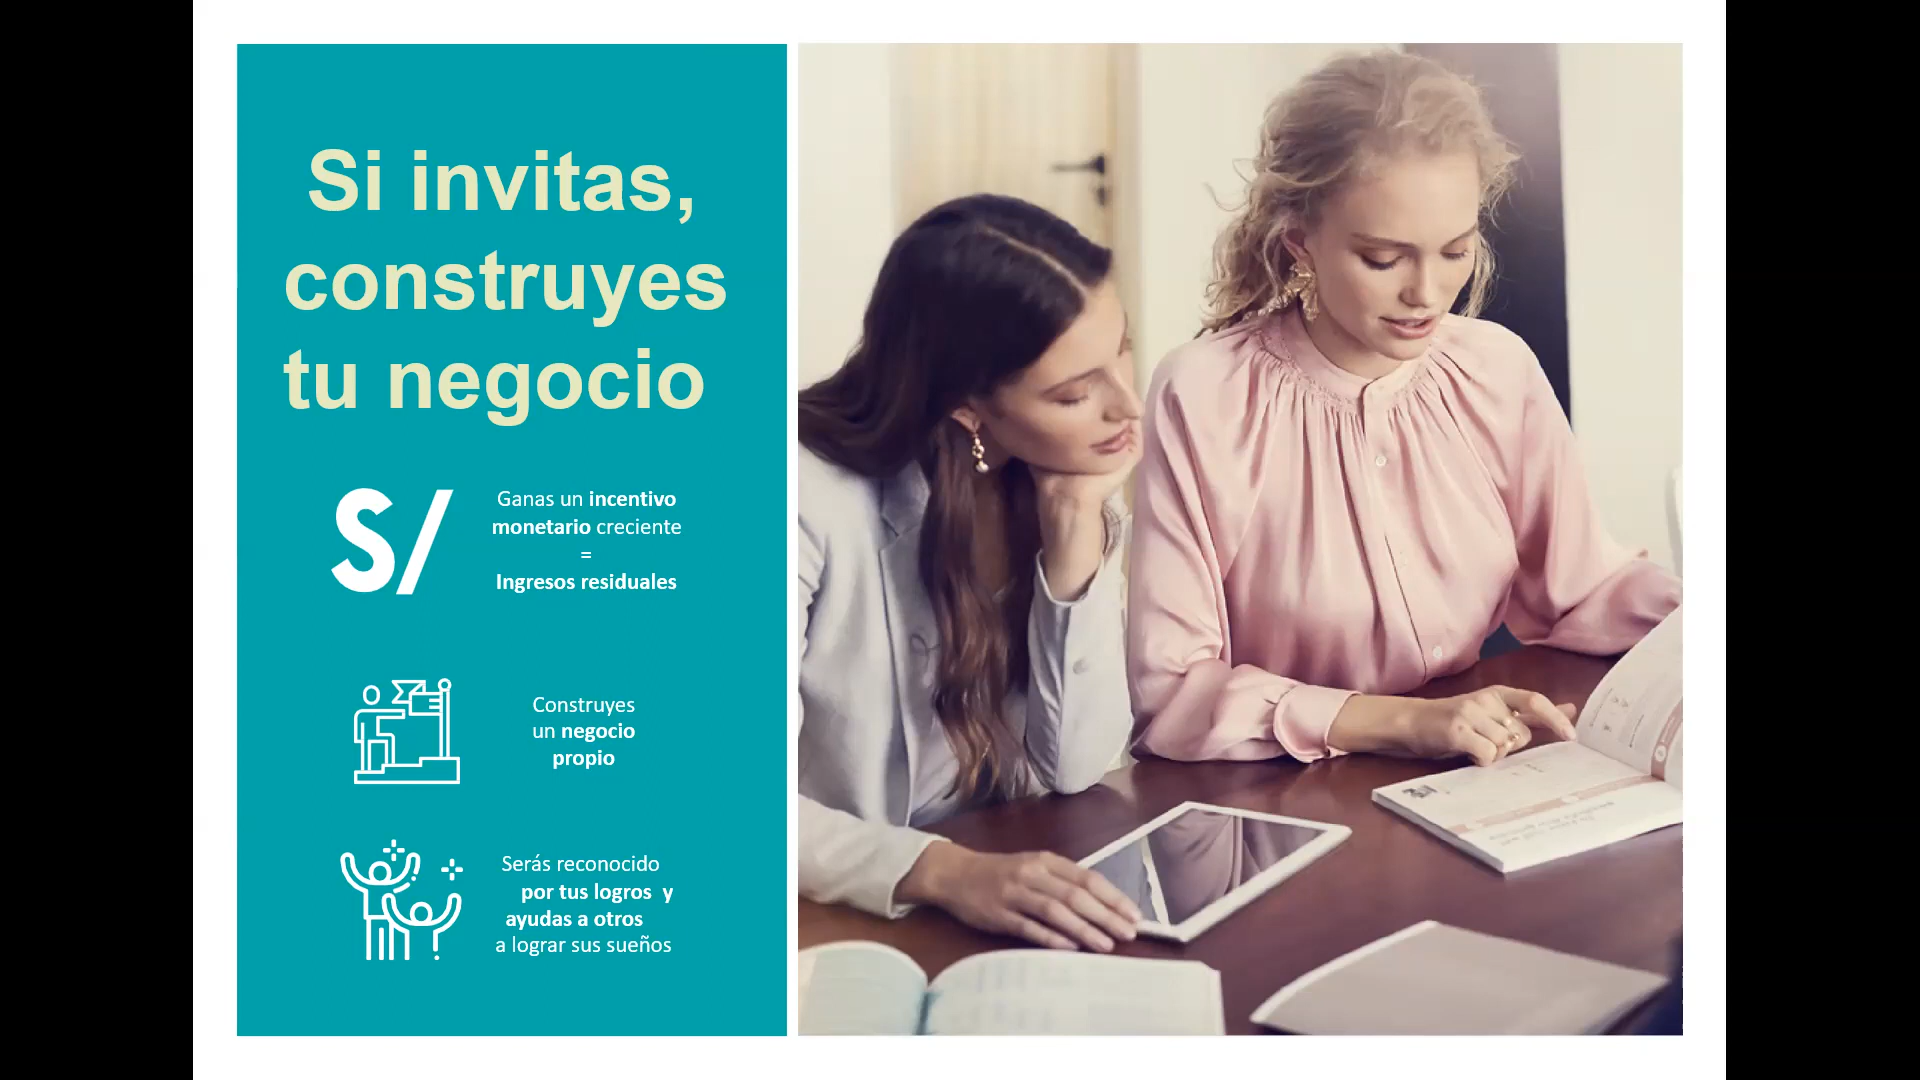 Si invitas,
construyes
tu negocio
S/
Ganas un incentivo
monetario creciente
=
Ingresos residuales
Construyes
un negocio
propio
Serás reconocido
por tus logros y
ayudas a otros
a lograr sus sueños